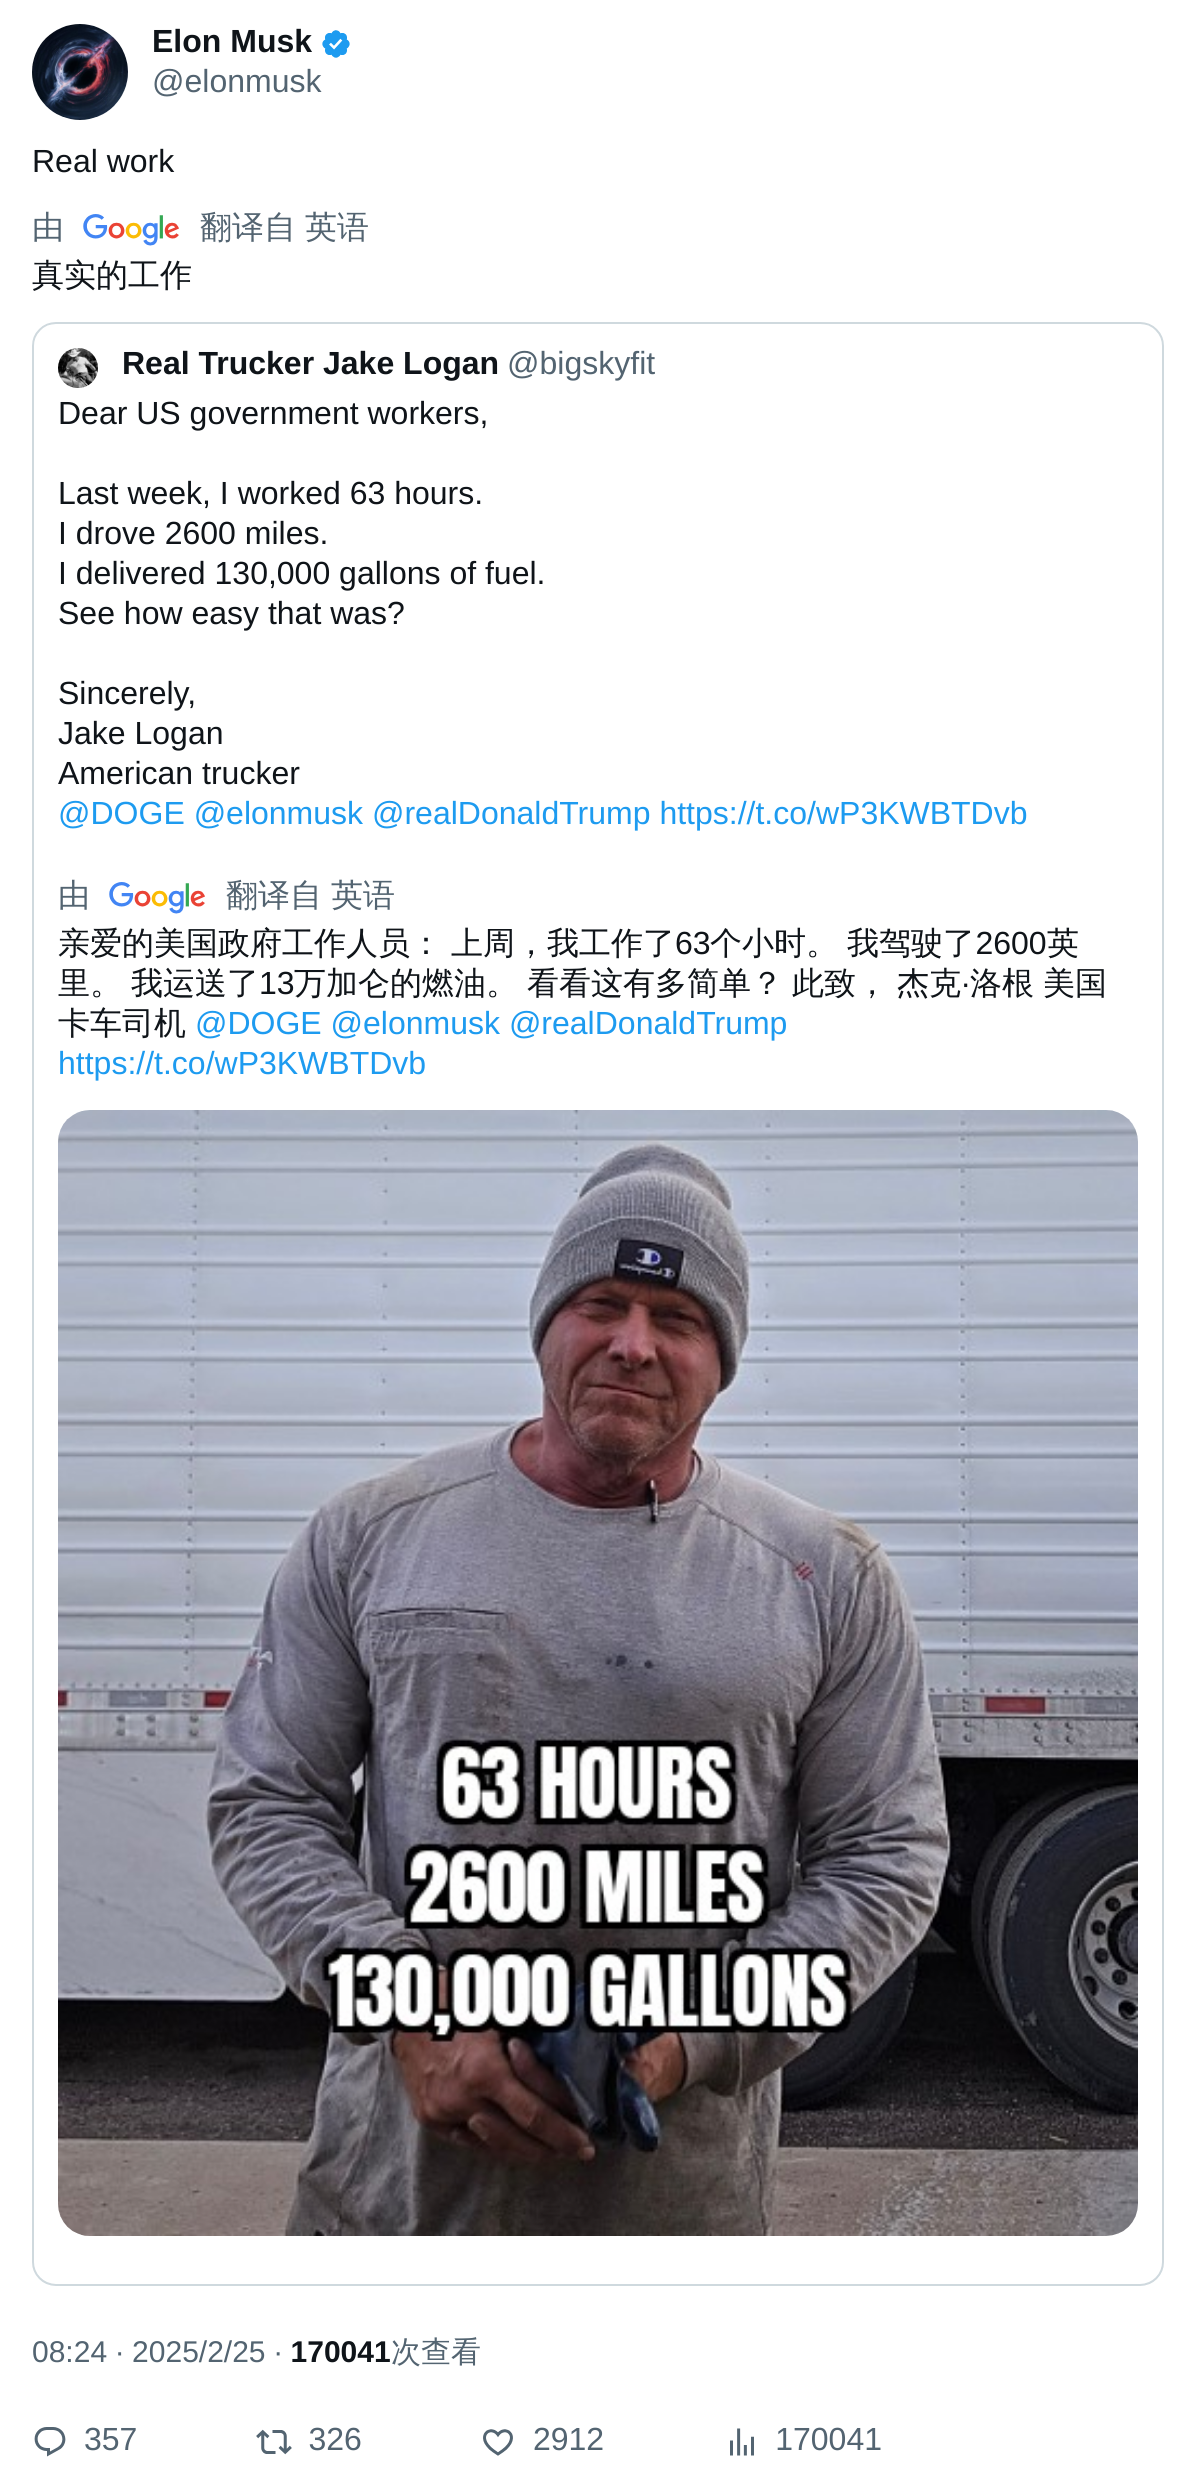 Elon Musk
@elonmusk
Real work
由 Google 翻译自 英语
真实的工作
Real Trucker Jake Logan @bigskyfit
Dear US government workers,
Last week, I worked 63 hours.
I drove 2600 miles.
I delivered 130,000 gallons of fuel.
See how easy that was?
Sincerely,
Jake Logan
American trucker
@DOGE @elonmusk @realDonaldTrump https://t.co/wP3KWBTDvb
由 Google 翻译自 英语
亲爱的美国政府工作人员： 上周，我工作了63个小时。 我驾驶了2600英
里。 我运送了13万加仑的燃油。 看看这有多简单？ 此致， 杰克·洛根 美国
卡车司机 @DOGE @elonmusk @realDonaldTrump
https://t.co/wP3KWBTDvb
63 HOURS
2600 MILES
130,000 GALLONS
08:24 · 2025/2/25 · 170041次查看
357 326 2912 170041